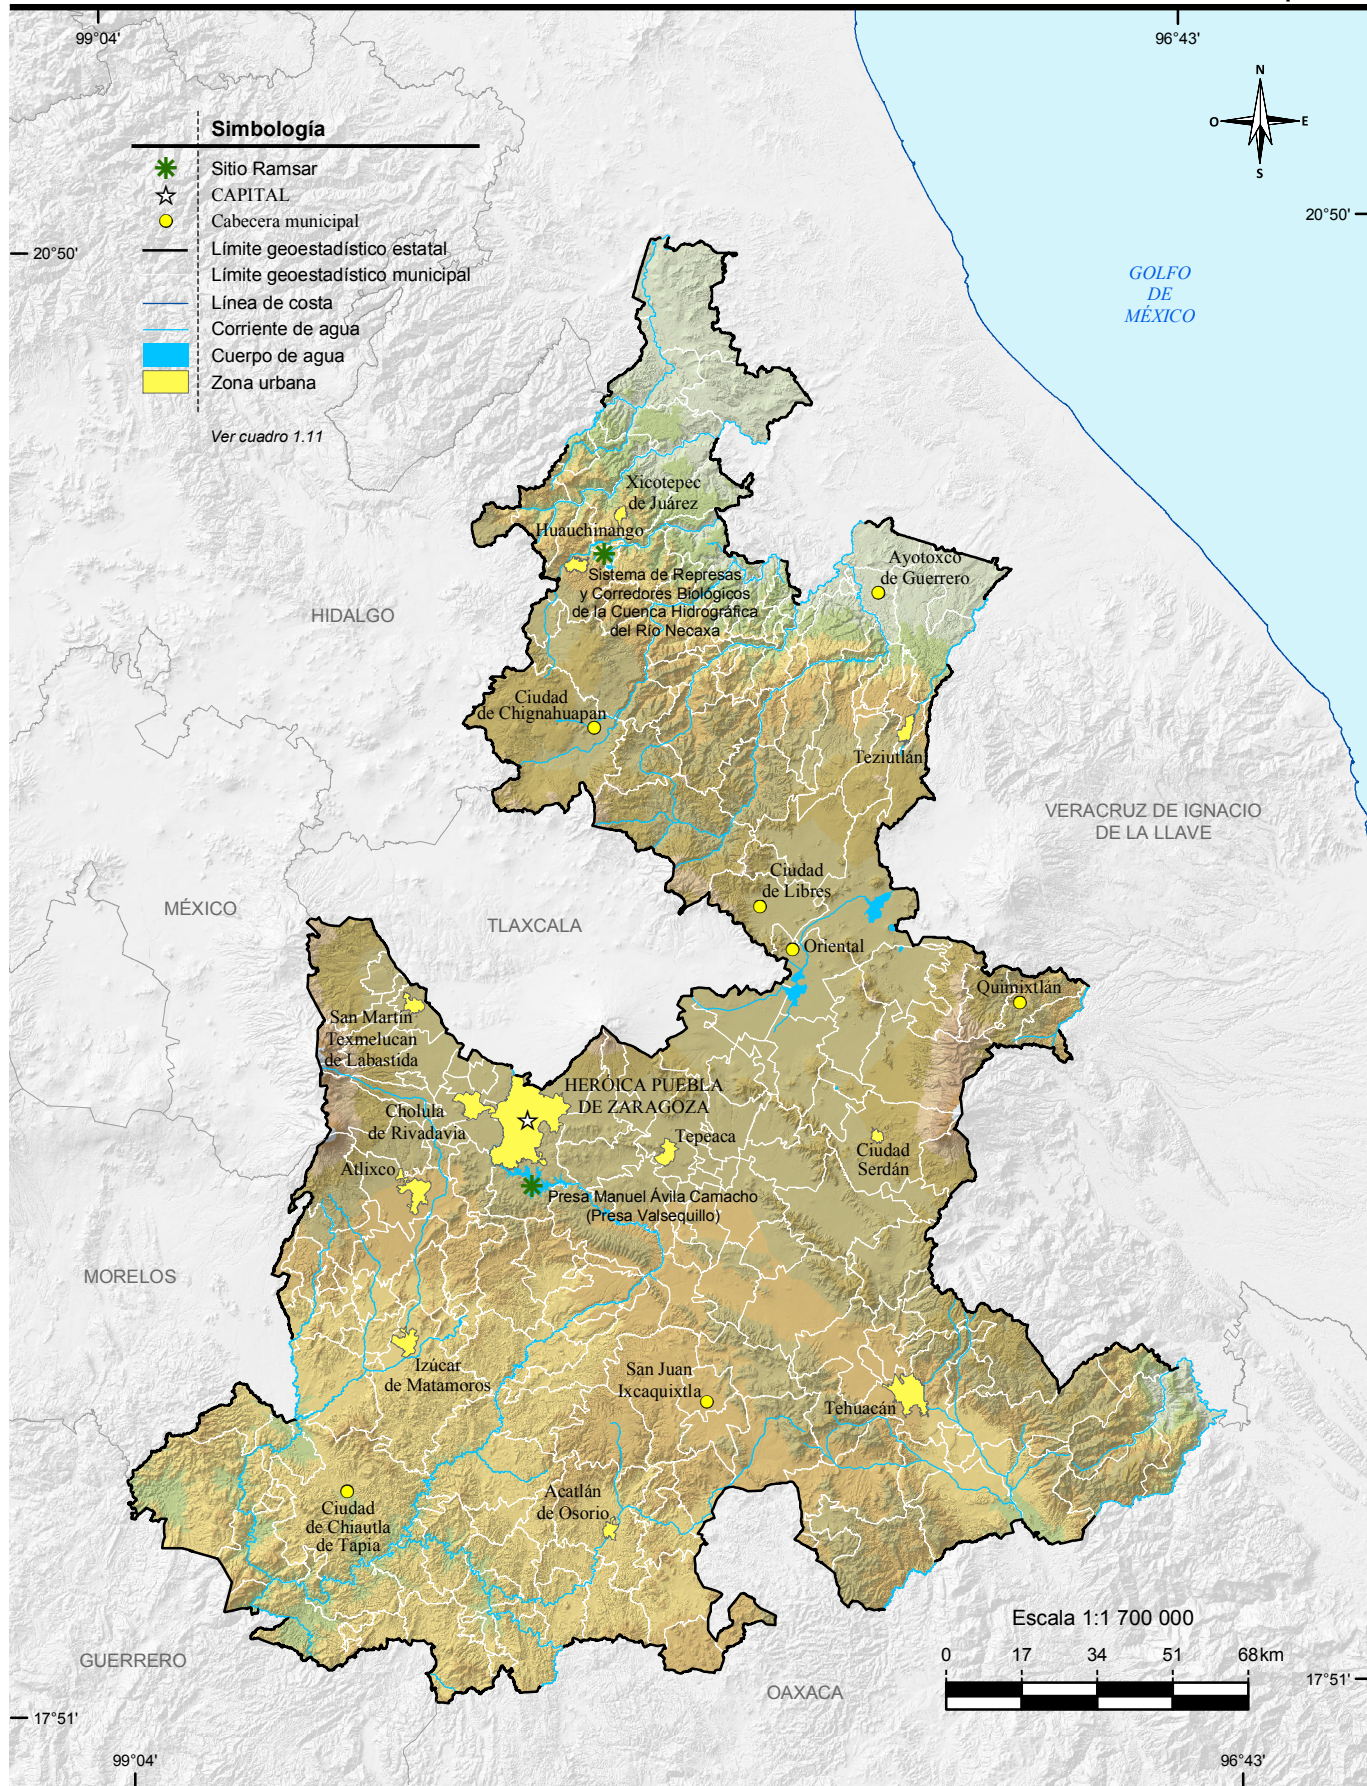 99°04'
96°43'
N
O
E
S
Simbología
Sitio Ramsar
CAPITAL
Cabecera municipal
Límite geoestadístico estatal
Límite geoestadístico municipal
Línea de costa
Corriente de agua
Cuerpo de agua
Zona urbana
Ver cuadro 1.11
20°50'
20°50'
GOLFO
DE
MÉXICO
Xicotepec
de Juárez
Huauchinango
Sistema de Represas
y Corredores Biológicos
de la Cuenca Hidrográfica
del Río Necaxa
Ayotoxco
de Guerrero
HIDALGO
Ciudad
de Chignahuapan
Teziutlán
VERACRUZ DE IGNACIO
DE LA LLAVE
Ciudad
de Libres
MÉXICO
TLAXCALA
Oriental
Quimixtlán
San Martín
Texmelucan
de Labastida
HEROICA PUEBLA
DE ZARAGOZA
Cholula
de Rivadavia
Tepeaca
Ciudad
Serdán
Atlixco
Presa Manuel Ávila Camacho
(Presa Valsequillo)
MORELOS
Izúcar
de Matamoros
San Juan
Ixcaquixtla
Tehuacán
Ciudad
de Chiautla
de Tapia
Acatlán
de Osorio
GUERRERO
OAXACA
Escala 1:1 700 000
0 17 34 51 68km
17°51'
17°51'
99°04'
96°43'